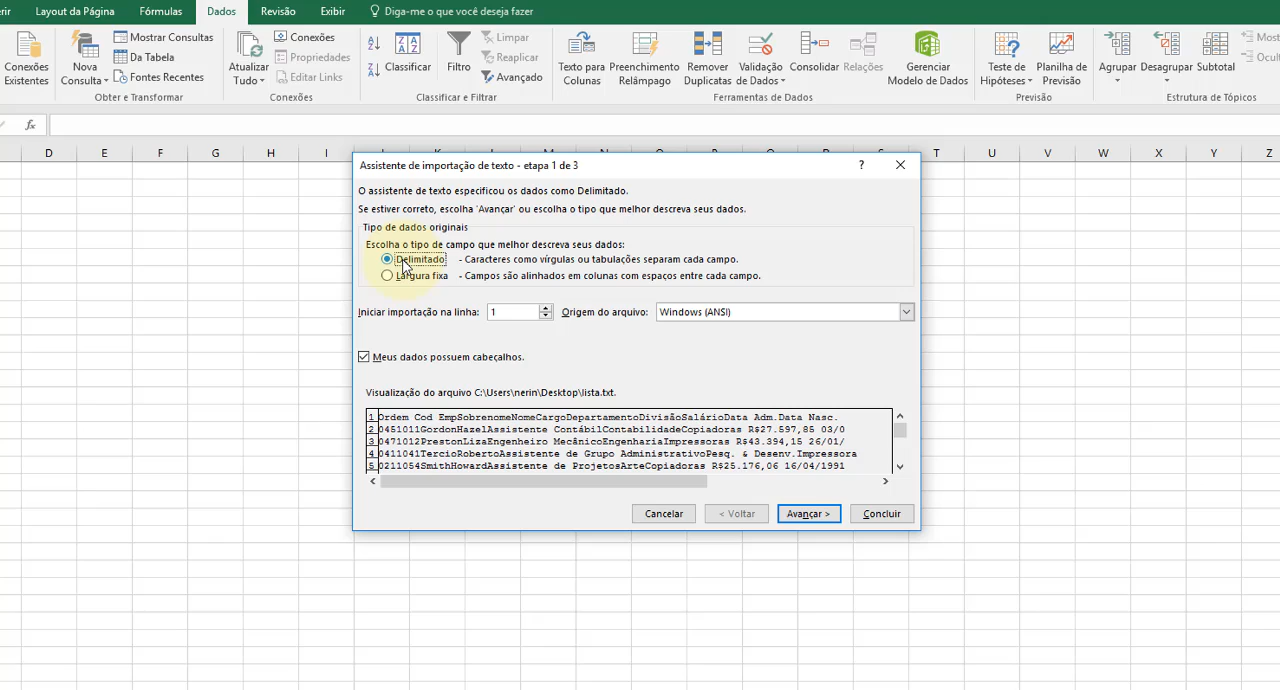 rir Layout da Página Fórmulas Dados Revisão Exibir Diga-me o que você deseja fazer
Conexões Existentes
Nova Consulta
Mostrar Consultas
Da Tabela
Fontes Recentes
Obter e Transformar
Atualizar Tudo
Conexões
Propriedades
Editar Links
Conexões
Classificar
Filtro
Limpar
Reaplicar
Avançado
Classificar e Filtrar
Texto para Colunas
Preenchimento Relâmpago
Remover Duplicatas
Validação de Dados
Consolidar
Relações
Gerenciar Modelo de Dados
Ferramentas de Dados
Teste de Hipóteses
Planilha de Previsão
Previsão
Agrupar
Desagrupar
Subtotal
Most
Ocult
Estrutura de Tópicos
fx
D E F G H I T U V W X Y Z
Assistente de importação de texto - etapa 1 de 3 ?
O assistente de texto especificou os dados como Delimitado.
Se estiver correto, escolha 'Avançar' ou escolha o tipo que melhor descreva seus dados.
Tipo de dados originais
Escolha o tipo de campo que melhor descreva seus dados:
Delimitado - Caracteres como vírgulas ou tabulações separam cada campo.
Largura fixa - Campos são alinhados em colunas com espaços entre cada campo.
Iniciar importação na linha: 1 Origem do arquivo: Windows (ANSI)
Meus dados possuem cabeçalhos.
Visualização do arquivo C:\Users\nerin\Desktop\lista.txt.
1 Ordem Cod EmpSobrenomeNomeCargoDepartamentoDivisãoSalárioData Adm.Data Nasc.
2 0451011GordonHazelAssistente ContábilContabilidadeCopiadoras R$27.597,85 03/0
3 0471012PrestonLizaEngenheiro MecânicoEngenhariaImpressoras R$43.394,15 26/01/
4 0411041TercioRobertoAssistente de Grupo AdministrativoPesq. & Desenv.Impressora
5 0211054SmithHowardAssistente de ProjetosArteCopiadoras R$25.176,06 16/04/1991
Cancelar < Voltar Avançar > Concluir